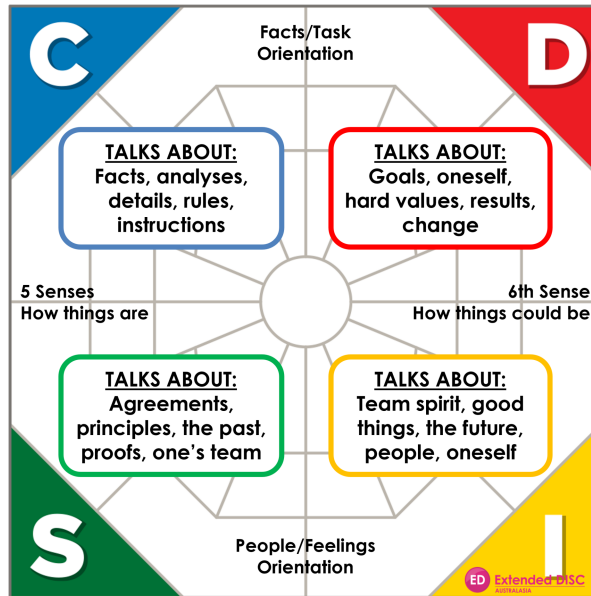 C
Facts/Task
Orientation
D
TALKS ABOUT:
Facts, analyses,
details, rules,
instructions
TALKS ABOUT:
Goals, oneself,
hard values, results,
change
5 Senses
How things are
6th Sense
How things could be
TALKS ABOUT:
Agreements,
principles, the past,
proofs, one's team
TALKS ABOUT:
Team spirit, good
things, the future,
people, oneself
S
People/Feelings
Orientation
I
ED Extended DISC
AUSTRALASIA